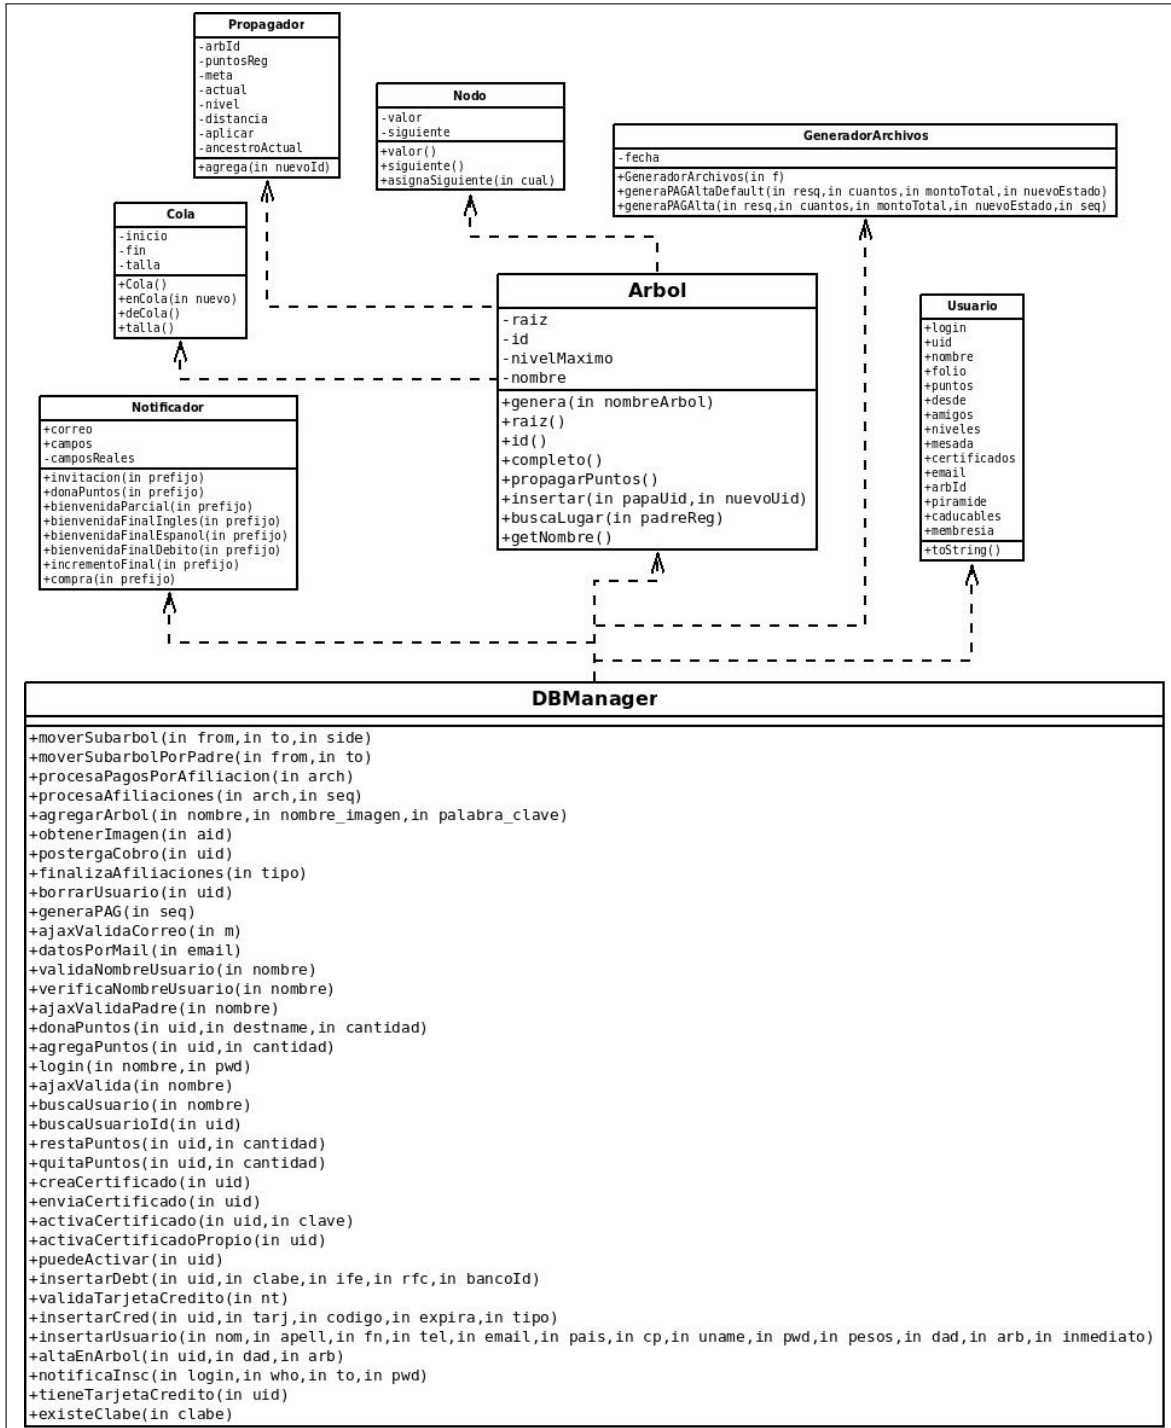 Propagador
-arbId
-puntosReg
-meta
-actual
-nivel
-distancia
-aplicar
-ancestroActual
+agrega(in nuevoId)
Nodo
-valor
-siguiente
+valor()
+siguiente()
+asignaSiguiente(in cual)
GeneradorArchivos
-fecha
+GeneradorArchivos(in f)
+generaPAGAltaDefault(in resq,in cuantos,in montoTotal,in nuevoEstado)
+generaPAGAlta(in resq,in cuantos,in montoTotal,in nuevoEstado,in seq)
Cola
-inicio
-fin
-talla
+Cola()
+enCola(in nuevo)
+deCola()
+talla()
Arbol
-raiz
-id
-nivelMaximo
-nombre
+genera(in nombreArbol)
+raiz()
+id()
+completo()
+propagarPuntos()
+insertar(in papaUid,in nuevoUid)
+buscaLugar(in padreReg)
+getNombre()
Usuario
+login
+uid
+nombre
+folio
+puntos
+desde
+amigos
+niveles
+mesada
+certificados
+email
+arbId
+piramide
+caducables
+membresia
+toString()
Notificador
+correo
+campos
-camposReales
+invitacion(in prefijo)
+donaPuntos(in prefijo)
+bienvenidaParcial(in prefijo)
+bienvenidaFinalIngles(in prefijo)
+bienvenidaFinalEspanol(in prefijo)
+bienvenidaFinalDebito(in prefijo)
+incrementoFinal(in prefijo)
+compra(in prefijo)
DBManager
+moverSubarbol(in from,in to,in side)
+moverSubarbolPorPadre(in from,in to)
+procesaPagosPorAfiliacion(in arch)
+procesaAfiliaciones(in arch,in seq)
+agregarArbol(in nombre,in nombre_imagen,in palabra_clave)
+obtenerImagen(in aid)
+postergaCobro(in uid)
+finalizaAfiliaciones(in tipo)
+borrarUsuario(in uid)
+generaPAG(in seq)
+ajaxValidaCorreo(in m)
+datosPorMail(in email)
+validaNombreUsuario(in nombre)
+verificaNombreUsuario(in nombre)
+ajaxValidaPadre(in nombre)
+donaPuntos(in uid,in destname,in cantidad)
+agregaPuntos(in uid,in cantidad)
+login(in nombre,in pwd)
+ajaxValida(in nombre)
+buscaUsuario(in nombre)
+buscaUsuarioId(in uid)
+restaPuntos(in uid,in cantidad)
+quitaPuntos(in uid,in cantidad)
+creaCertificado(in uid)
+enviaCertificado(in uid)
+activaCertificado(in uid,in clave)
+activaCertificadoPropio(in uid)
+puedeActivar(in uid)
+insertarDebt(in uid,in clabe,in ife,in rfc,in bancoId)
+validaTarjetaCredito(in nt)
+insertarCred(in uid,in tarj,in codigo,in expira,in tipo)
+insertarUsuario(in nom,in apell,in fn,in tel,in email,in pais,in cp,in uname,in pwd,in pesos,in dad,in arb,in inmediato)
+altaEnArbol(in uid,in dad,in arb)
+notificaInsc(in login,in who,in to,in pwd)
+tieneTarjetaCredito(in uid)
+existeClabe(in clabe)